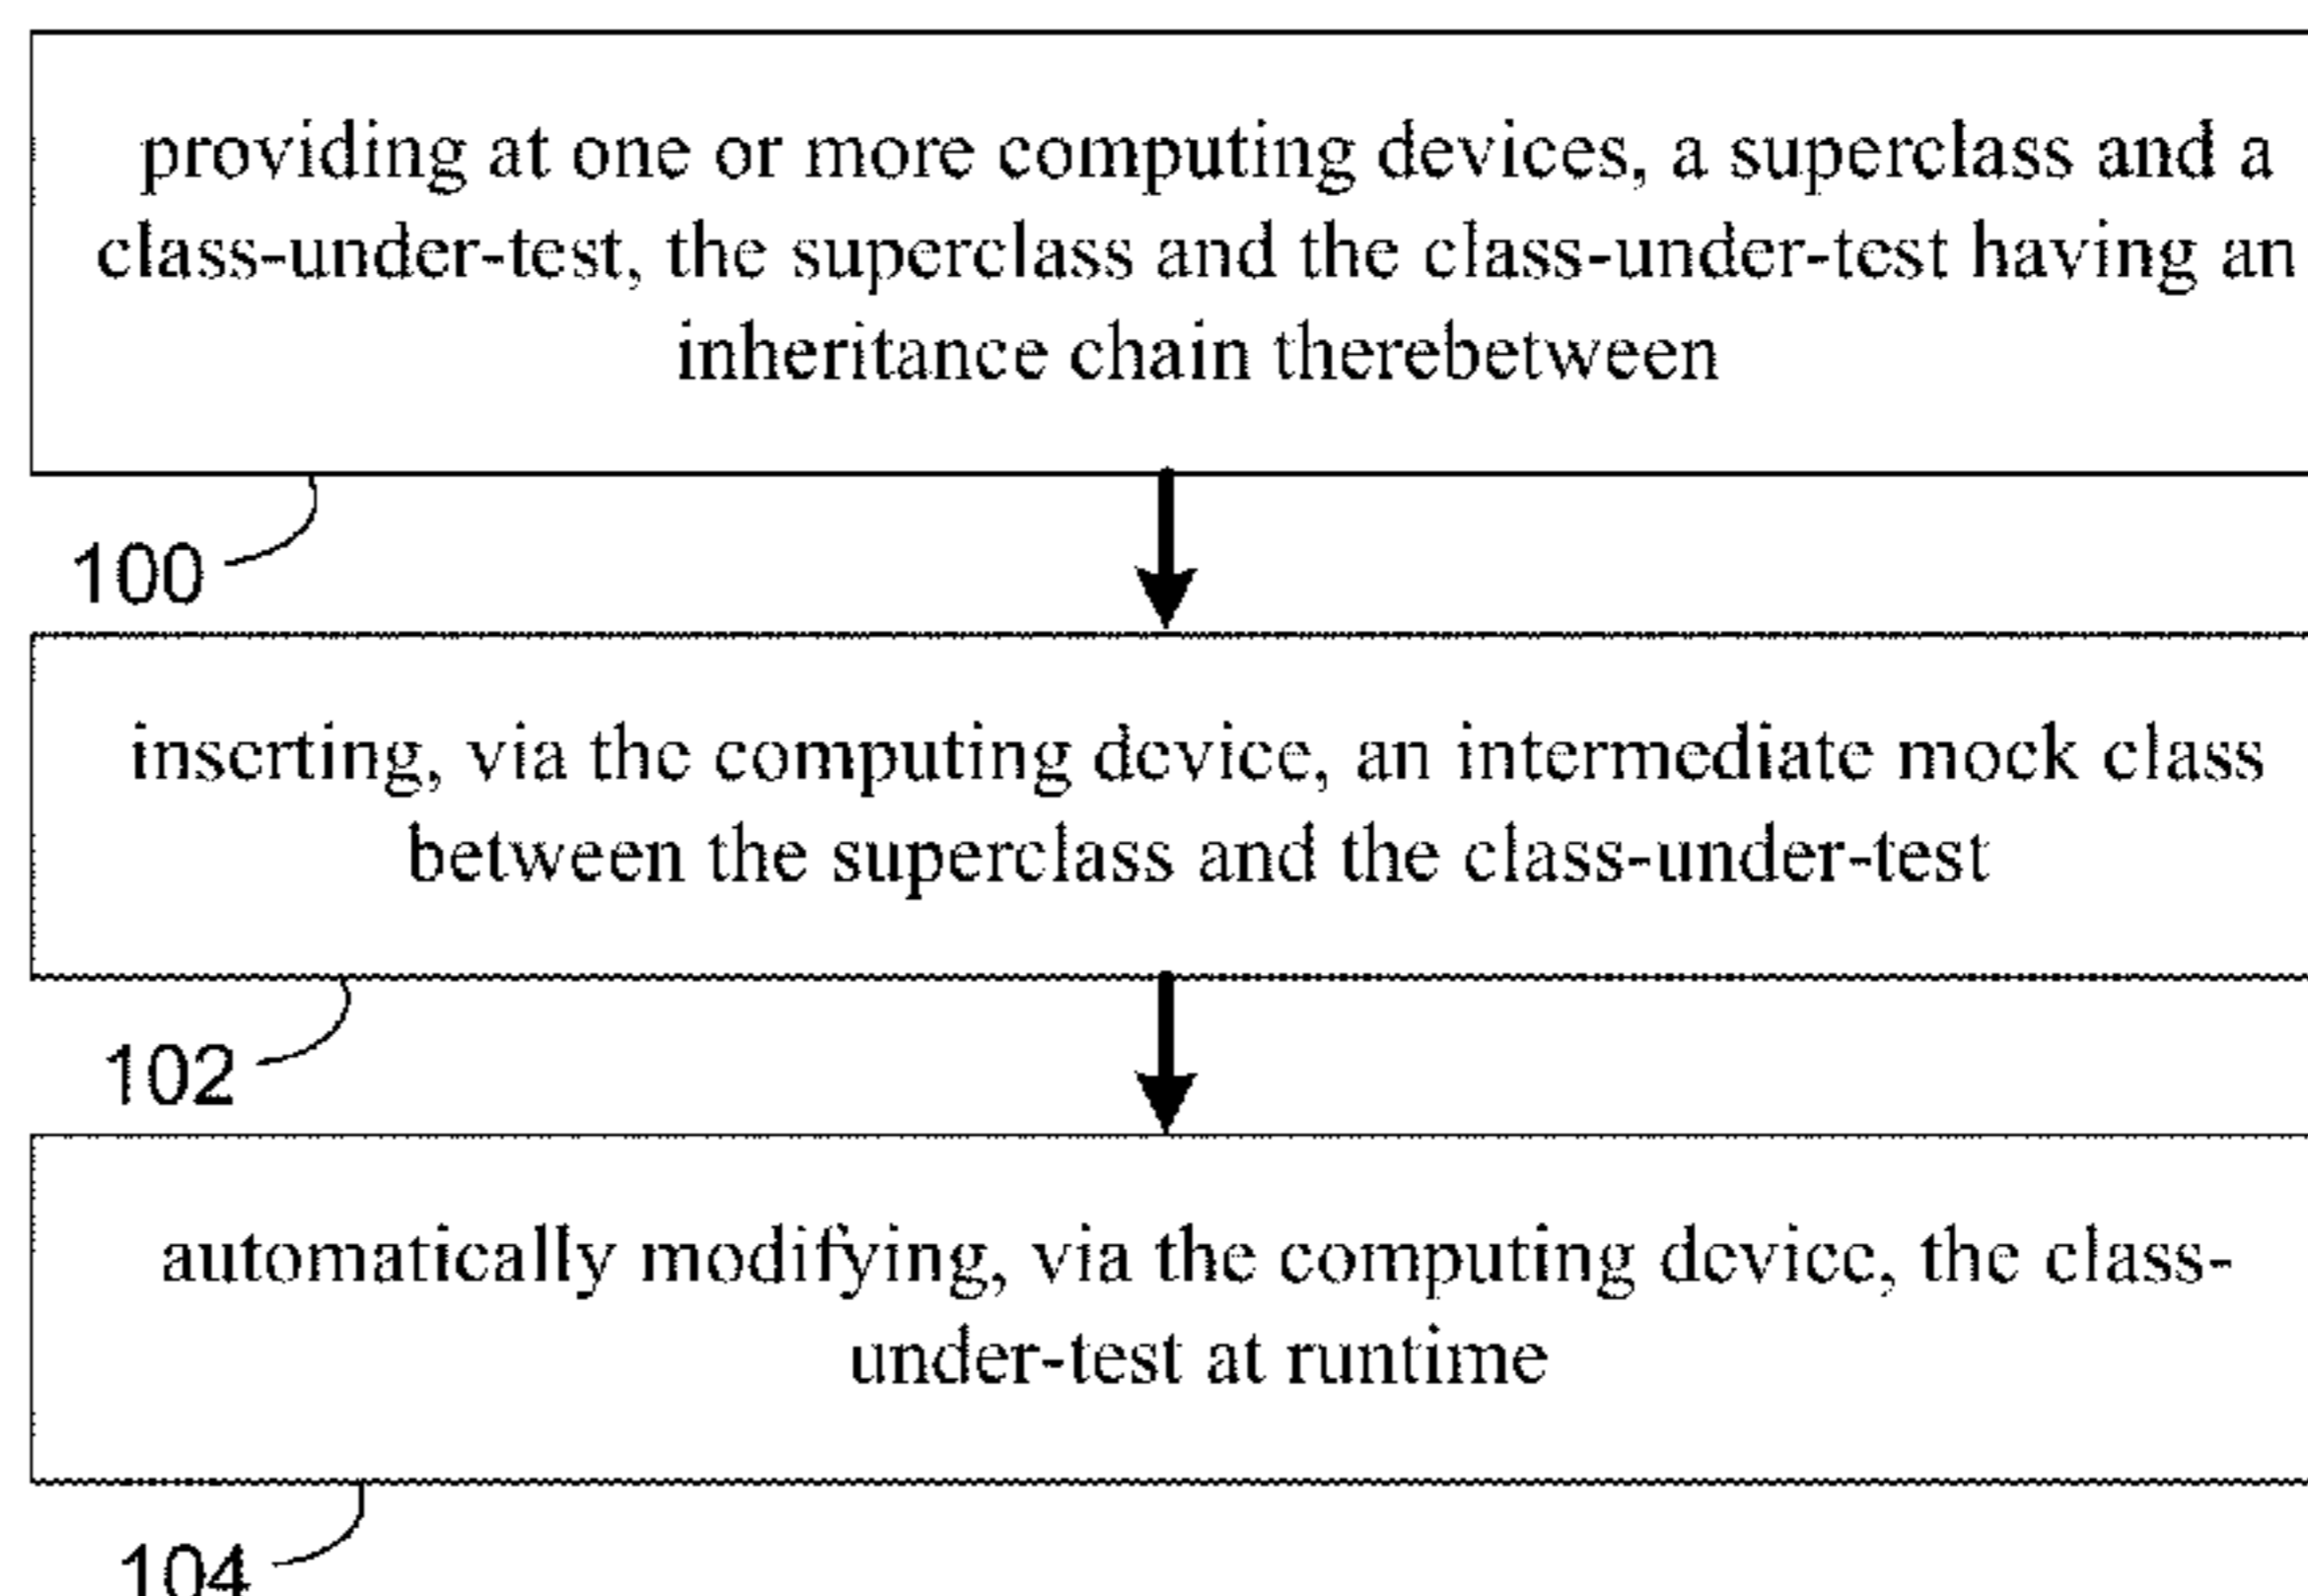 providing at one or more computing devices, a superclass and a
class-under-test, the superclass and the class-under-test having an
inheritance chain therebetween
100
inserting, via the computing device, an intermediate mock class
between the superclass and the class-under-test
102
automatically modifying, via the computing device, the class-
under-test at runtime
104